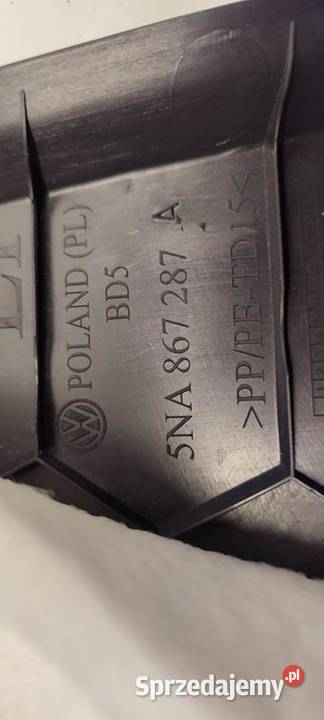 POLAND (PL)
BD5
5NA 867 287 A
>PP/PE-TD15<
Sprzedajemy.pl